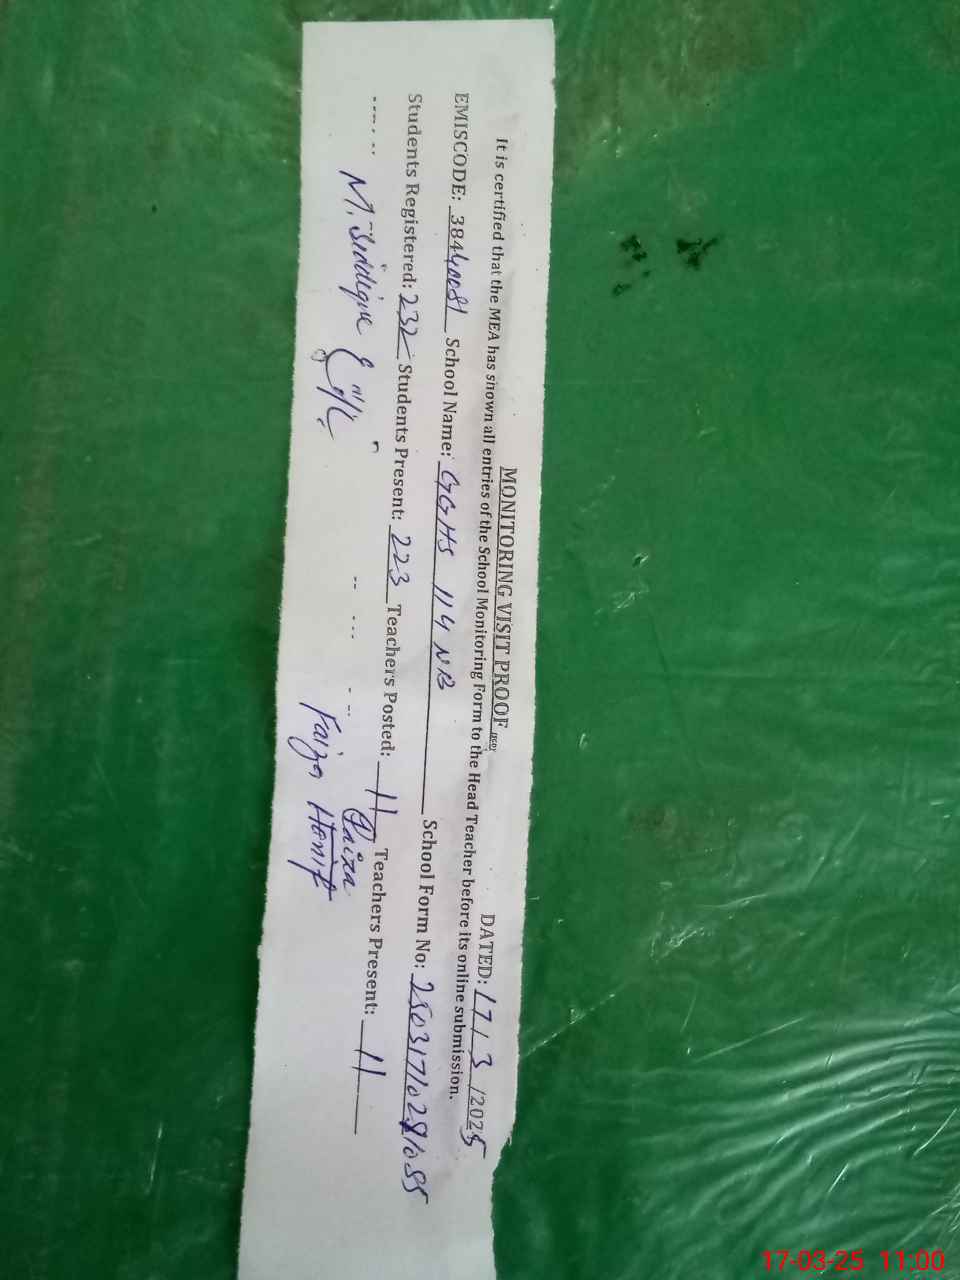 MONITORING VISIT PROOF
DATED: 17 / 3 /2025
It is certified that the MEA has shown all entries of the School Monitoring Form to the Head Teacher before its online submission.
EMISCODE: 38440081 School Name: GGHS 114 NB School Form No:
Students Registered: 232 Students Present: 223 Teachers Posted: 11 Teachers Present: 11
M. Siddique Faiza
Faiza Hanif
17-03-25 11:00